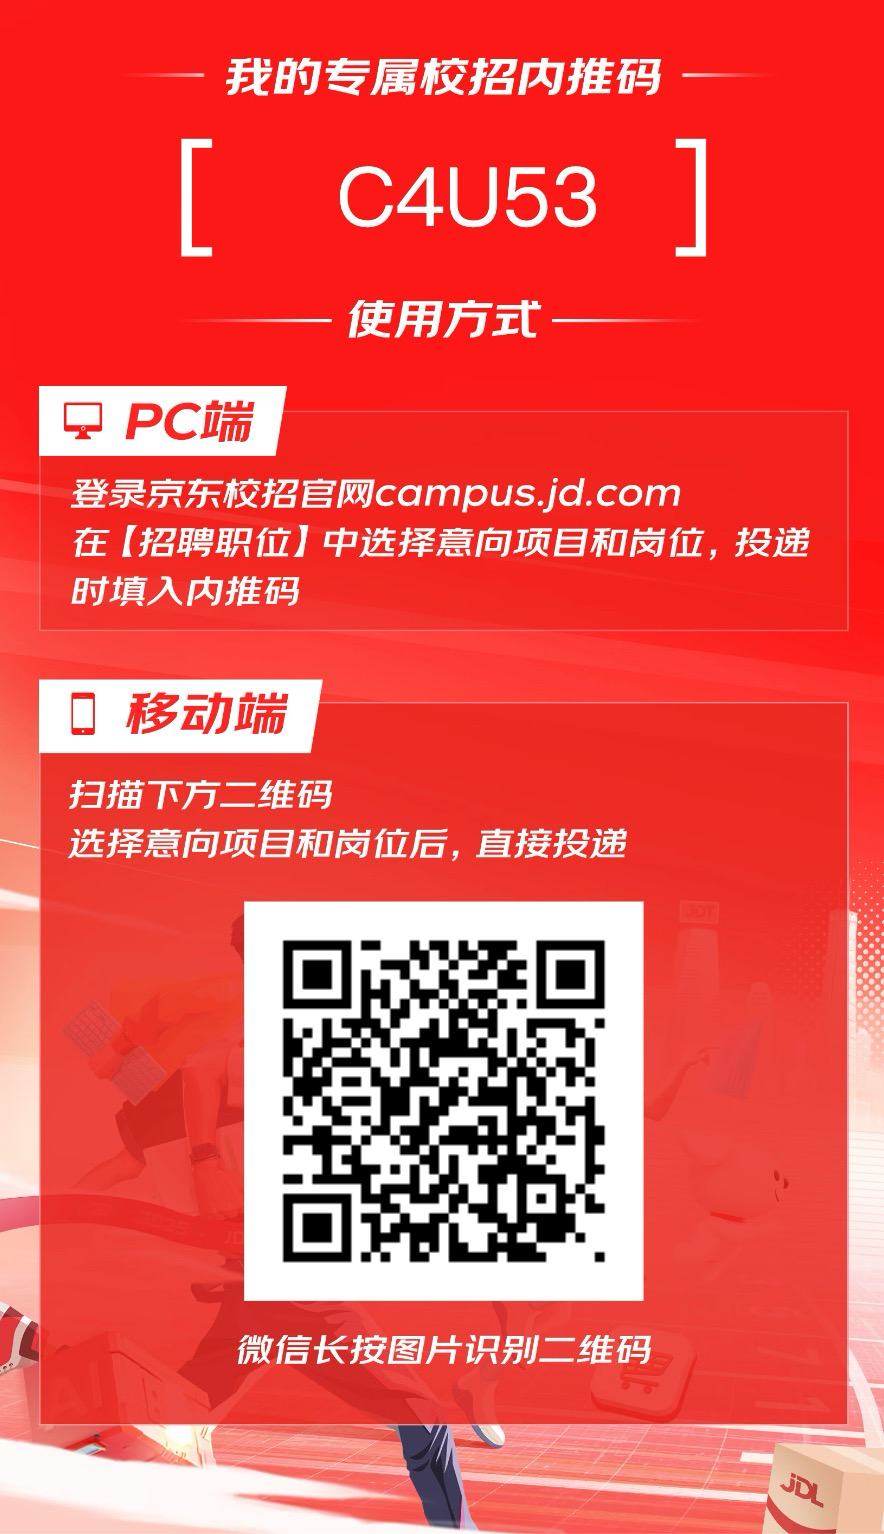 我的专属校招内推码
C4U53
使用方式
PC端
登录京东校招官网campus.jd.com
在【招聘职位】中选择意向项目和岗位，投递
时填入内推码
移动端
扫描下方二维码
选择意向项目和岗位后，直接投递
JDT
微信长按图片识别二维码
AI
JDL